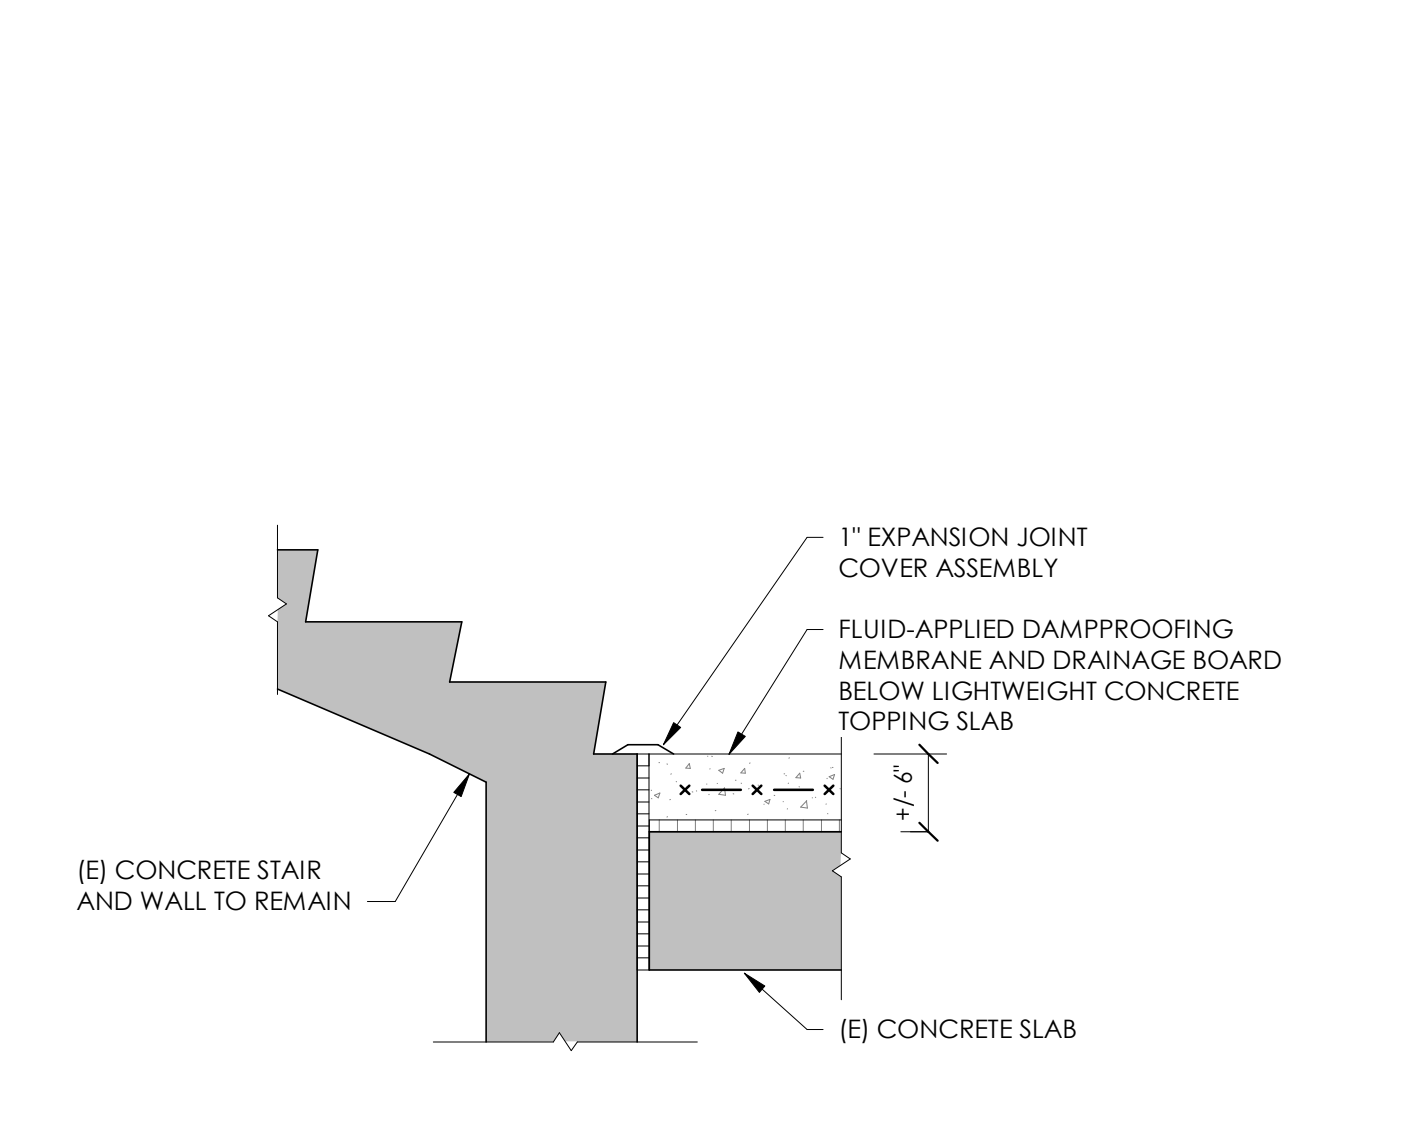 1" EXPANSION JOINT
COVER ASSEMBLY
FLUID-APPLIED DAMPPROOFING
MEMBRANE AND DRAINAGE BOARD
BELOW LIGHTWEIGHT CONCRETE
TOPPING SLAB
+/- 6"
(E) CONCRETE STAIR
AND WALL TO REMAIN
(E) CONCRETE SLAB